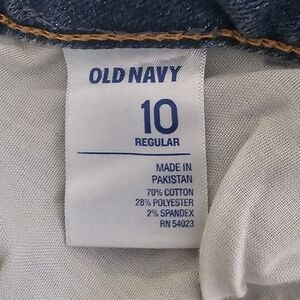 OLD NAVY
10
REGULAR
MADE IN
PAKISTAN
70% COTTON
28% POLYESTER
2% SPANDEX
RN 54023